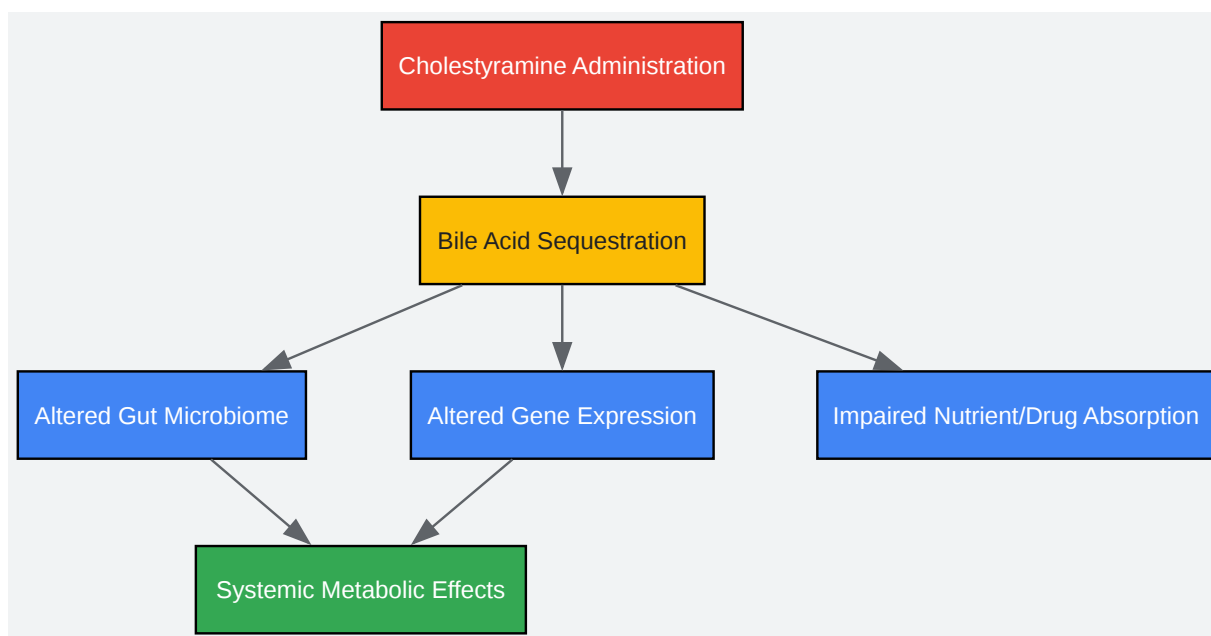 Cholestyramine Administration
Bile Acid Sequestration
Altered Gut Microbiome
Altered Gene Expression
Impaired Nutrient/Drug Absorption
Systemic Metabolic Effects